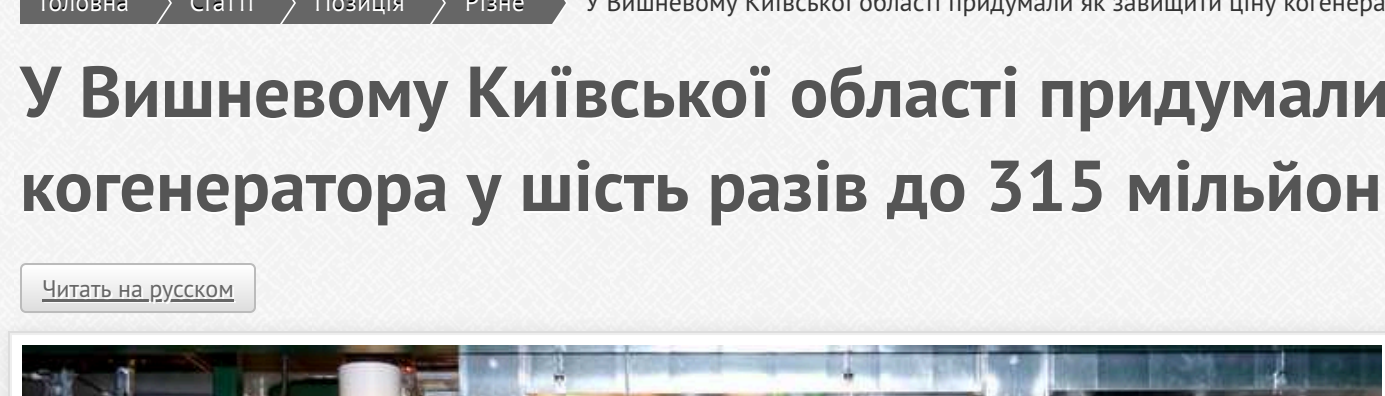 Головна Статті Позиція Різне У Вишневому Київської області придумали як завищити ціну когенера
У Вишневому Київської області придумали
когенератора у шість разів до 315 мільйон
Читать на русском